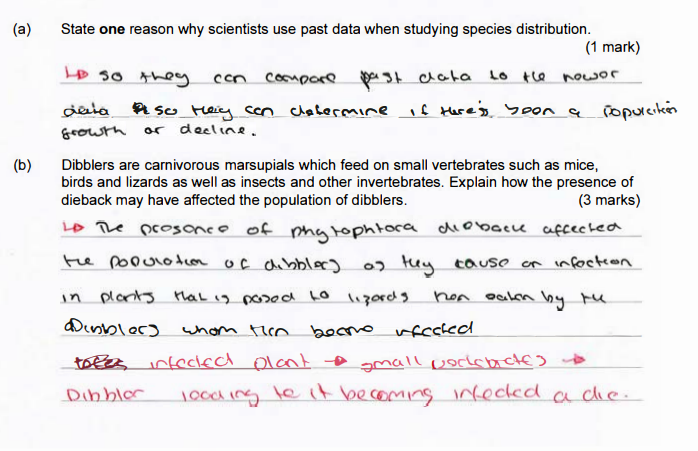 (a) State one reason why scientists use past data when studying species distribution.
(1 mark)
↳ so they can compare past data to the newer
data so they can determine if there's been a population
growth or decline.
(b) Dibblers are carnivorous marsupials which feed on small vertebrates such as mice,
birds and lizards as well as insects and other invertebrates. Explain how the presence of
dieback may have affected the population of dibblers. (3 marks)
↳ The presence of phytophtora dieback affected
the population of dibblers as they cause an infection
in plants that is passed to lizards then eaten by the
Dibblers whom then become infected
infected plant → small vertebrates →
Dibbler leading to it becoming infected a die.